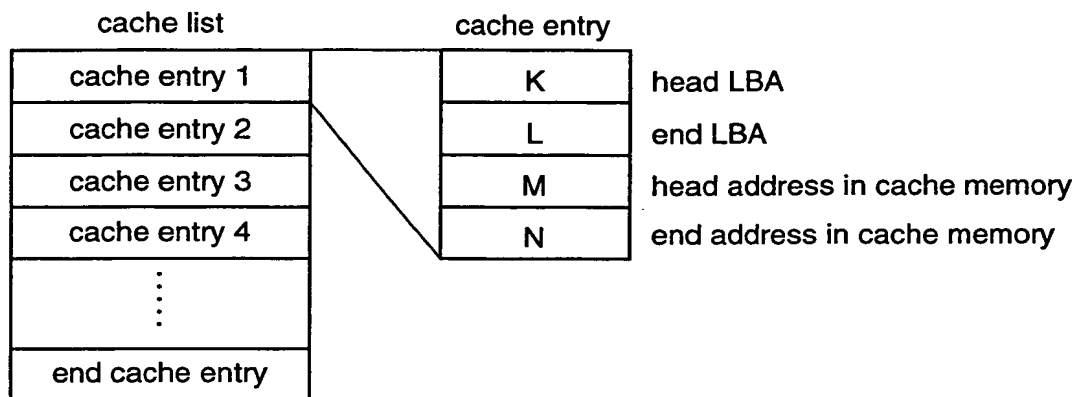 cache list
cache entry 1
cache entry 2
cache entry 3
cache entry 4
end cache entry
cache entry
K head LBA
L end LBA
M head address in cache memory
N end address in cache memory